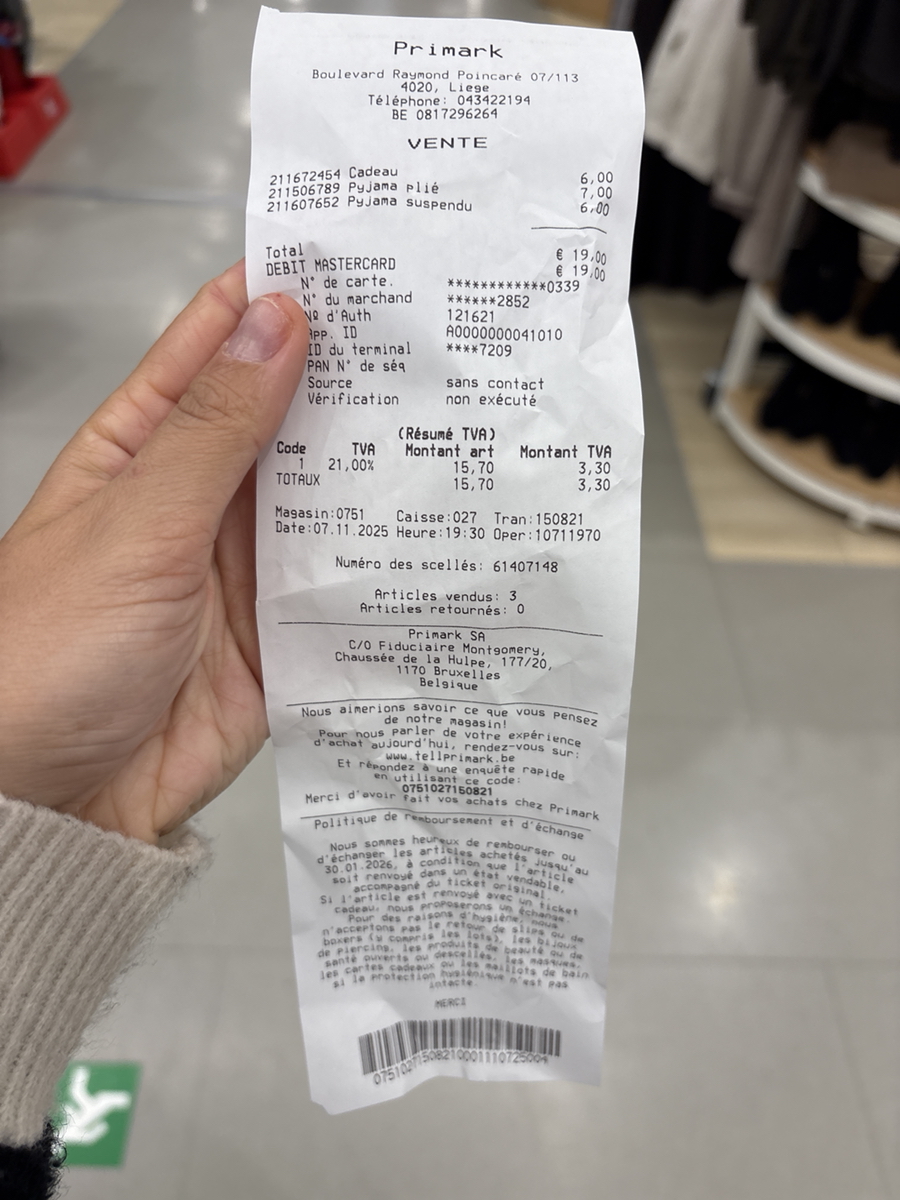 Primark
Boulevard Raymond Poincaré 07/113
4020, Liege
Téléphone: 043422194
BE 0817296264
VENTE
211672454 Cadeau 6,00
211506789 Pyjama plié 7,00
211607652 Pyjama suspendu 6,00
Total € 19,00
DEBIT MASTERCARD € 19,00
N° de carte. ************0339
N° du marchand ******2852
Nº d'Auth 121621
App. ID A0000000041010
ID du terminal ****7209
PAN N° de séq
Source sans contact
Vérification non exécuté
(Résumé TVA)
Code TVA Montant art Montant TVA
1 21,00% 15,70 3,30
TOTAUX 15,70 3,30
Magasin:0751 Caisse:027 Tran:150821
Date:07.11.2025 Heure:19:30 Oper:10711970
Numéro des scellés: 61407148
Articles vendus: 3
Articles retournés: 0
Primark SA
C/O Fiduciaire Montgomery,
Chaussée de la Hulpe, 177/20,
1170 Bruxelles
Belgique
Nous aimerions savoir ce que vous pensez
de notre magasin!
Pour nous parler de votre expérience
d'achat aujourd'hui, rendez-vous sur:
www.tellprimark.be
Et répondez à une enquête rapide
en utilisant ce code:
0751027150821
Merci d'avoir fait vos achats chez Primark
Politique de remboursement et d'échange
Nous sommes heureux de rembourser ou
d'échanger les articles achetés jusqu'au
30.01.2026, à condition que l'article
soit renvoyé dans un état vendable,
accompagné du ticket original.
Si l'article est renvoyé avec un ticket
cadeau, nous proposerons un échange.
Pour des raisons d'hygiène, nous
n'acceptons pas le retour de slips ou de
boxers (y compris les lots), les bijoux
de piercing, les produits de beauté ou de
santé ouverts ou descellés, les masques,
les cartes cadeaux ou les maillots de bain
si la protection hygiénique n'est pas
intacte.
MERCI